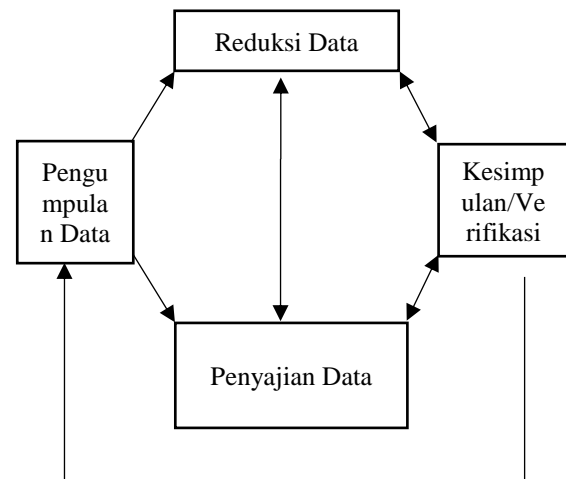 Reduksi Data
Pengu
mpula
n Data
Kesimp
ulan/Ve
rifikasi
Penyajian Data